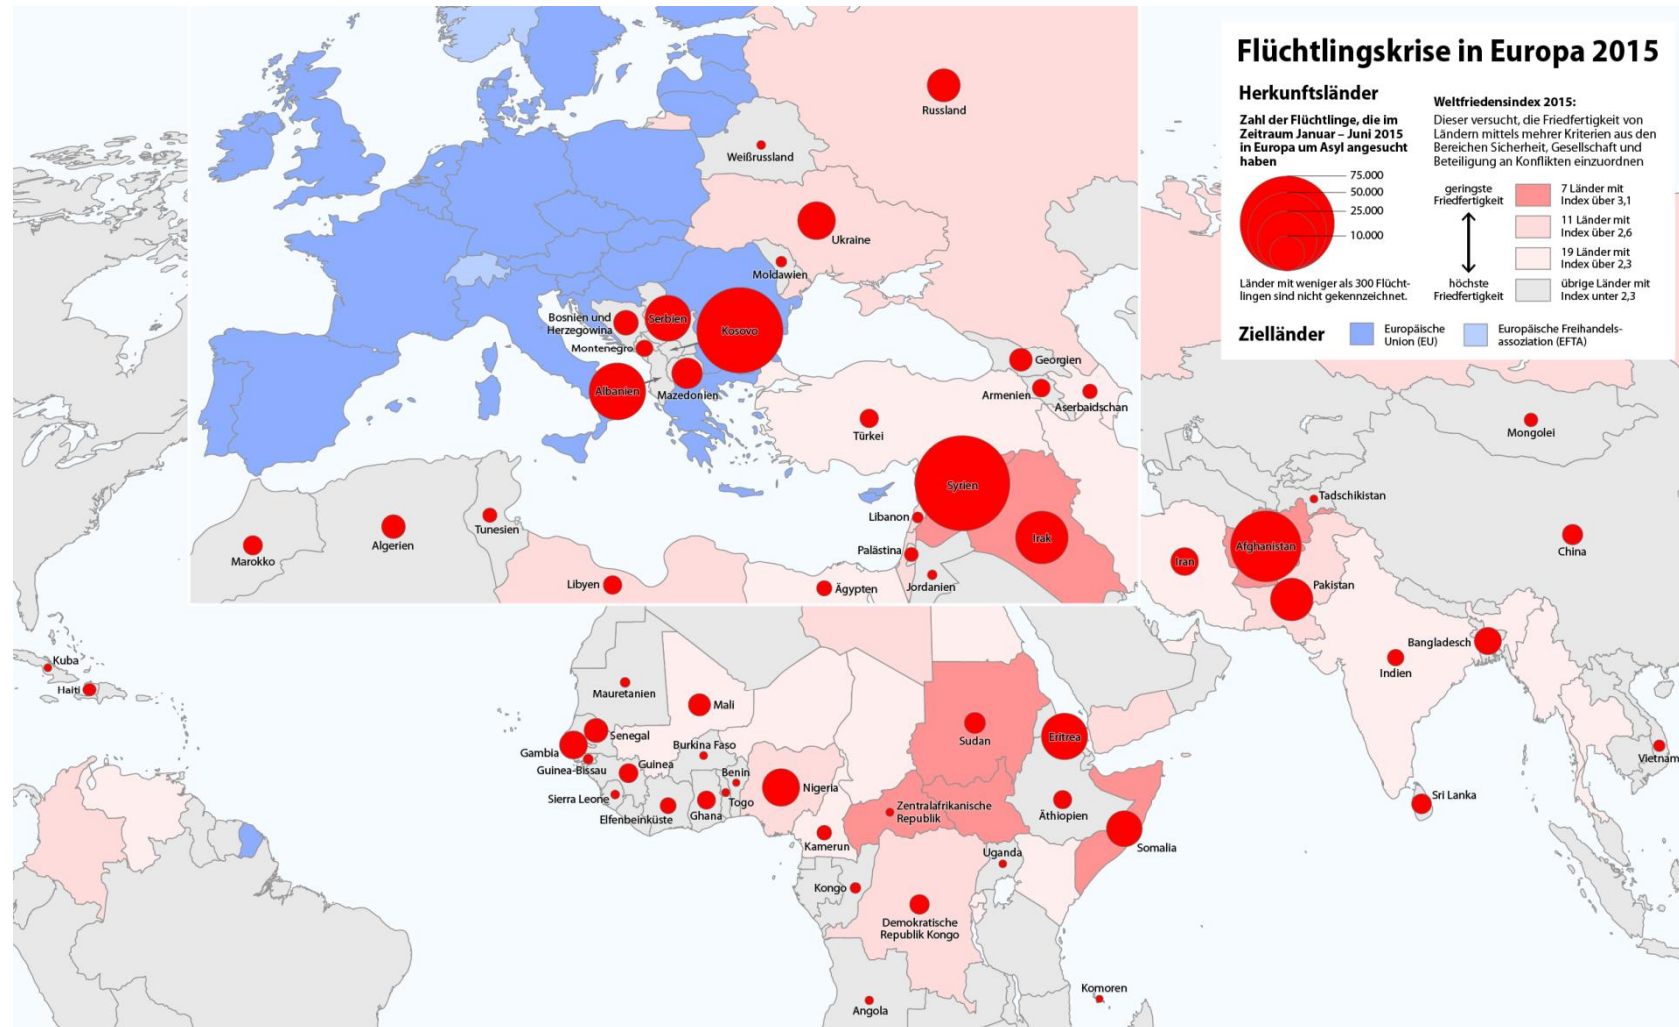 Flüchtlingskrise in Europa 2015
Herkunftsländer
Zahl der Flüchtlinge, die im
Zeitraum Januar – Juni 2015
in Europa um Asyl angesucht
haben
75.000
50.000
25.000
10.000
Länder mit weniger als 300 Flücht-
lingen sind nicht gekennzeichnet.
Weltfriedensindex 2015:
Dieser versucht, die Friedfertigkeit von
Ländern mittels mehrer Kriterien aus den
Bereichen Sicherheit, Gesellschaft und
Beteiligung an Konflikten einzuordnen
geringste
Friedfertigkeit
höchste
Friedfertigkeit
7 Länder mit
Index über 3,1
11 Länder mit
Index über 2,6
19 Länder mit
Index über 2,3
übrige Länder mit
Index unter 2,3
Zielländer
Europäische
Union (EU)
Europäische Freihandels-
assoziation (EFTA)
Russland
Weißrussland
Ukraine
Moldawien
Bosnien und
Herzegowina
Serbien
Kosovo
Montenegro
Albanien
Mazedonien
Georgien
Armenien
Aserbaidschan
Türkei
Syrien
Libanon
Irak
Palästina
Jordanien
Marokko
Algerien
Tunesien
Libyen
Ägypten
Mongolei
Tadschikistan
Afghanistan
China
Iran
Pakistan
Bangladesch
Indien
Vietnam
Sri Lanka
Kuba
Haiti
Mauretanien
Mali
Senegal
Gambia
Guinea-Bissau
Guinea
Burkina Faso
Benin
Sierra Leone
Elfenbeinküste
Ghana
Togo
Nigeria
Kamerun
Sudan
Eritrea
Zentralafrikanische
Republik
Äthiopien
Somalia
Uganda
Kongo
Demokratische
Republik Kongo
Angola
Komoren